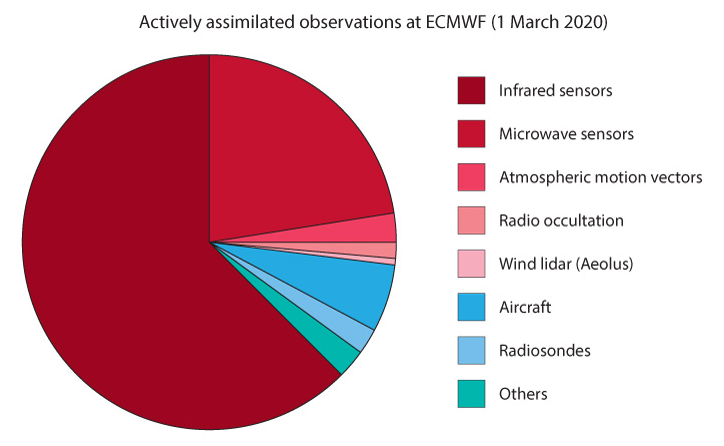 Actively assimilated observations at ECMWF (1 March 2020)
Infrared sensors
Microwave sensors
Atmospheric motion vectors
Radio occultation
Wind lidar (Aeolus)
Aircraft
Radiosondes
Others